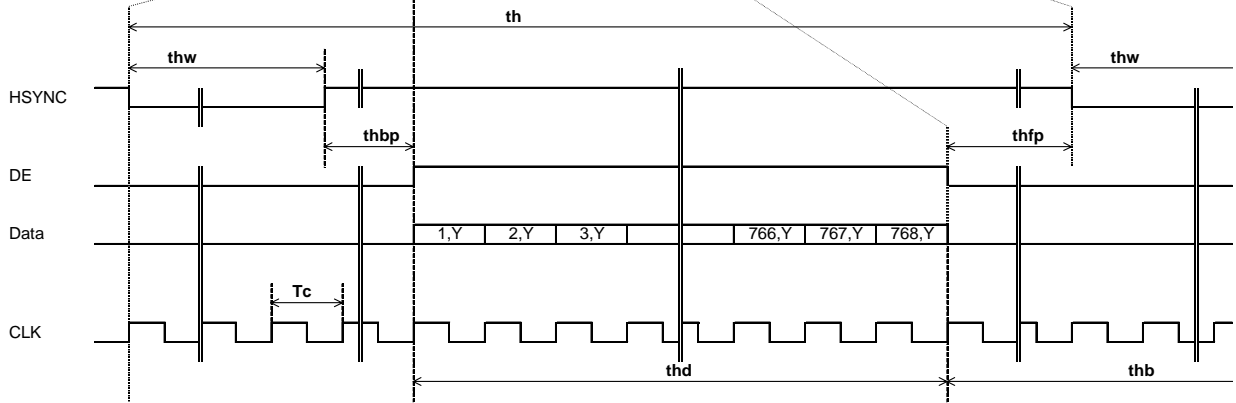 th
thw thw
HSYNC
thbp thfp
DE
Data 1,Y 2,Y 3,Y 766,Y 767,Y 768,Y
Tc
CLK
thd thb